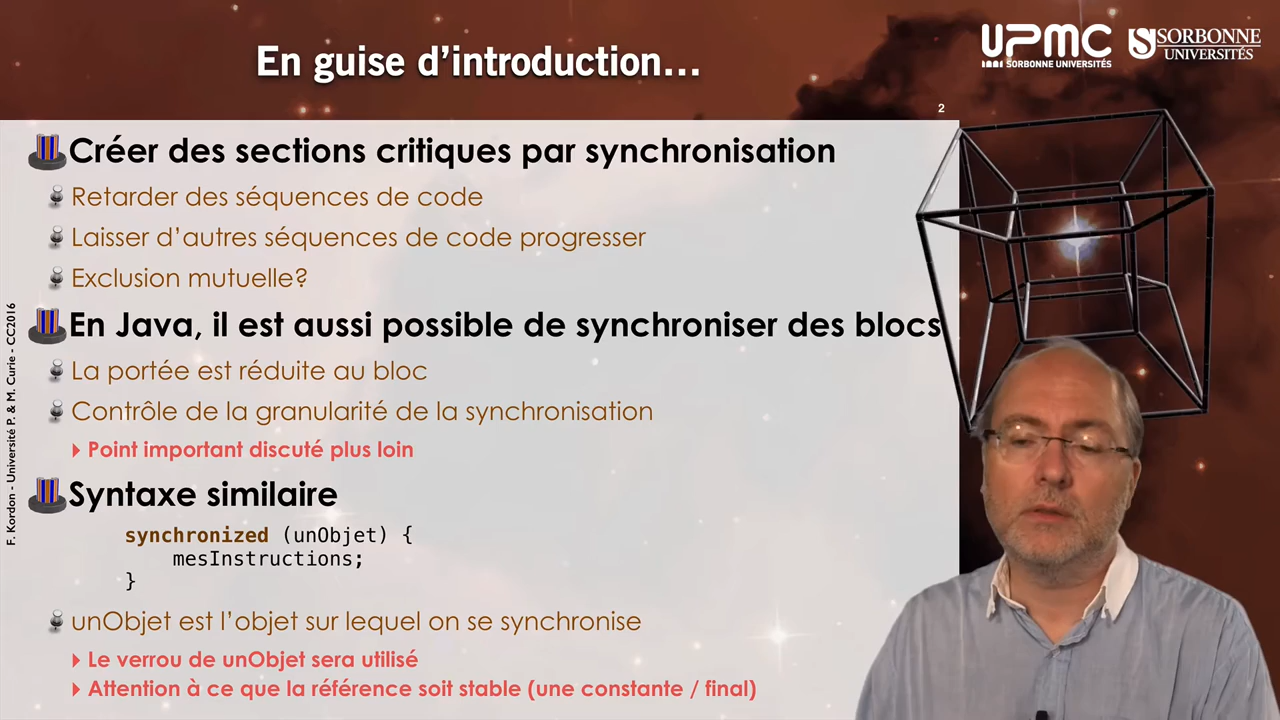 En guise d’introduction…
UPMC
SORBONNE UNIVERSITÉS
SORBONNE
UNIVERSITÉS
2
Créer des sections critiques par synchronisation
Retarder des séquences de code
Laisser d’autres séquences de code progresser
Exclusion mutuelle?
En Java, il est aussi possible de synchroniser des blocs
La portée est réduite au bloc
Contrôle de la granularité de la synchronisation
Point important discuté plus loin
Syntaxe similaire
synchronized (unObjet) {
mesInstructions;
}
unObjet est l’objet sur lequel on se synchronise
Le verrou de unObjet sera utilisé
Attention à ce que la référence soit stable (une constante / final)
F. Kordon - Université P. & M. Curie - CC2016